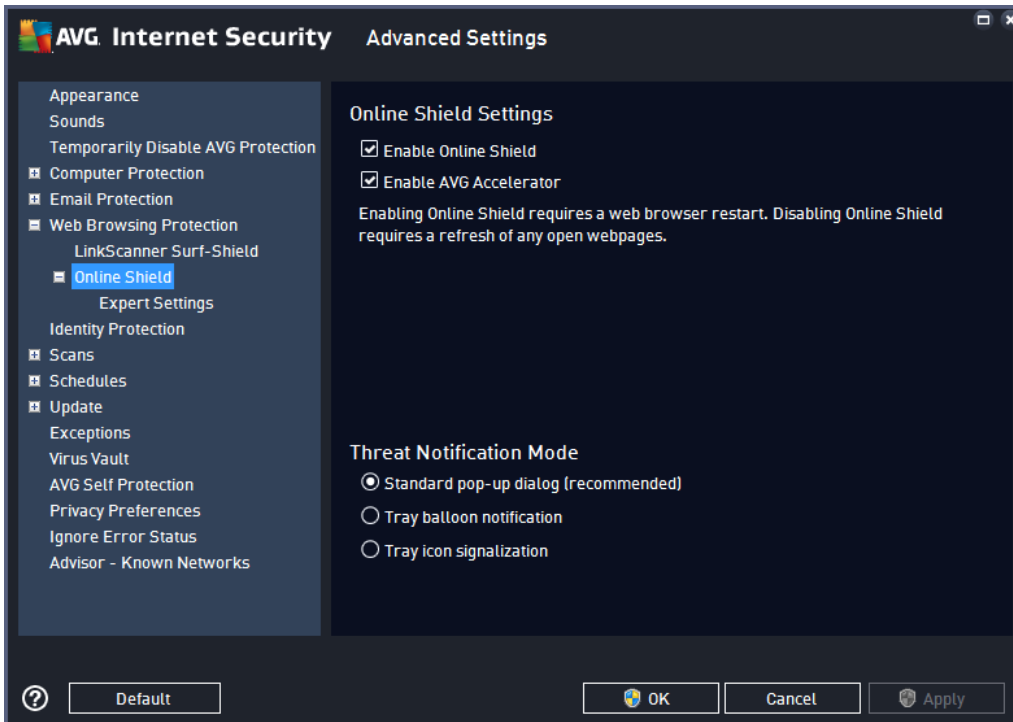 AVG. Internet Security Advanced Settings
Appearance
Sounds
Temporarily Disable AVG Protection
Computer Protection
Email Protection
Web Browsing Protection
LinkScanner Surf-Shield
Online Shield
Expert Settings
Identity Protection
Scans
Schedules
Update
Exceptions
Virus Vault
AVG Self Protection
Privacy Preferences
Ignore Error Status
Advisor - Known Networks
Online Shield Settings
Enable Online Shield
Enable AVG Accelerator
Enabling Online Shield requires a web browser restart. Disabling Online Shield
requires a refresh of any open webpages.
Threat Notification Mode
Standard pop-up dialog (recommended)
Tray balloon notification
Tray icon signalization
? Default OK Cancel Apply